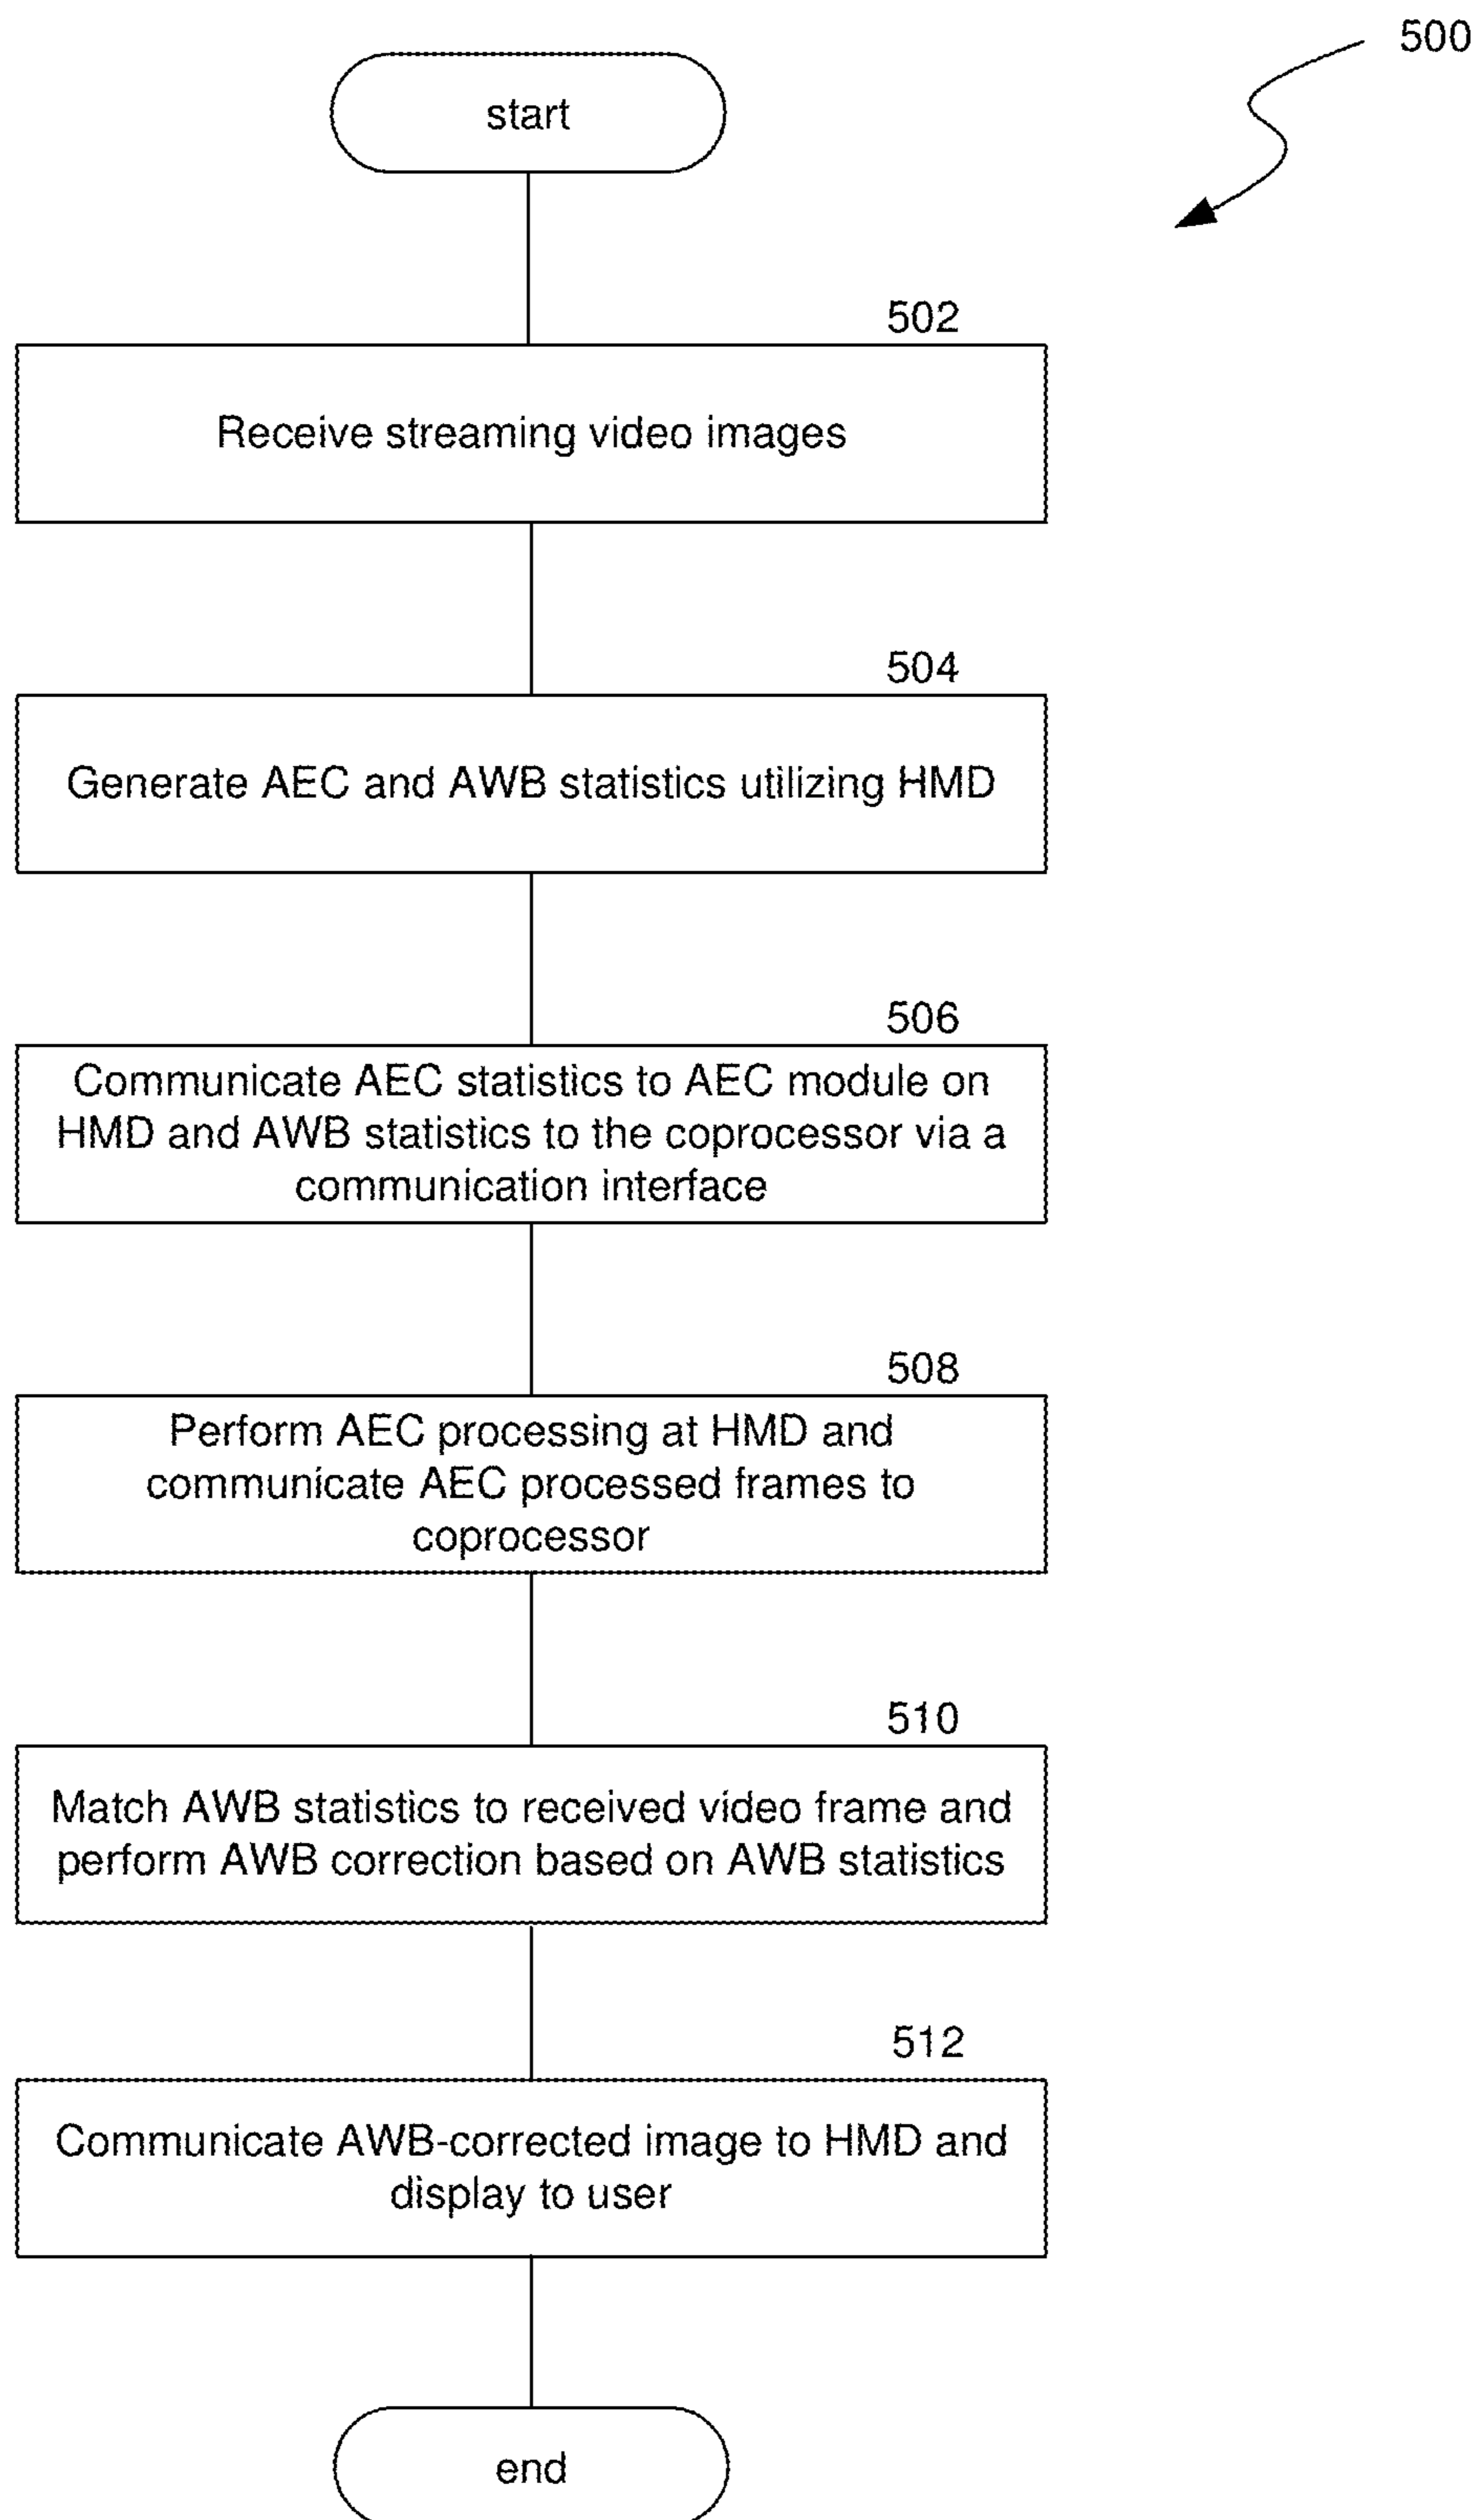 500
start
502
Receive streaming video images
504
Generate AEC and AWB statistics utilizing HMD
506
Communicate AEC statistics to AEC module on
HMD and AWB statistics to the coprocessor via a
communication interface
508
Perform AEC processing at HMD and
communicate AEC processed frames to
coprocessor
510
Match AWB statistics to received video frame and
perform AWB correction based on AWB statistics
512
Communicate AWB-corrected image to HMD and
display to user
end